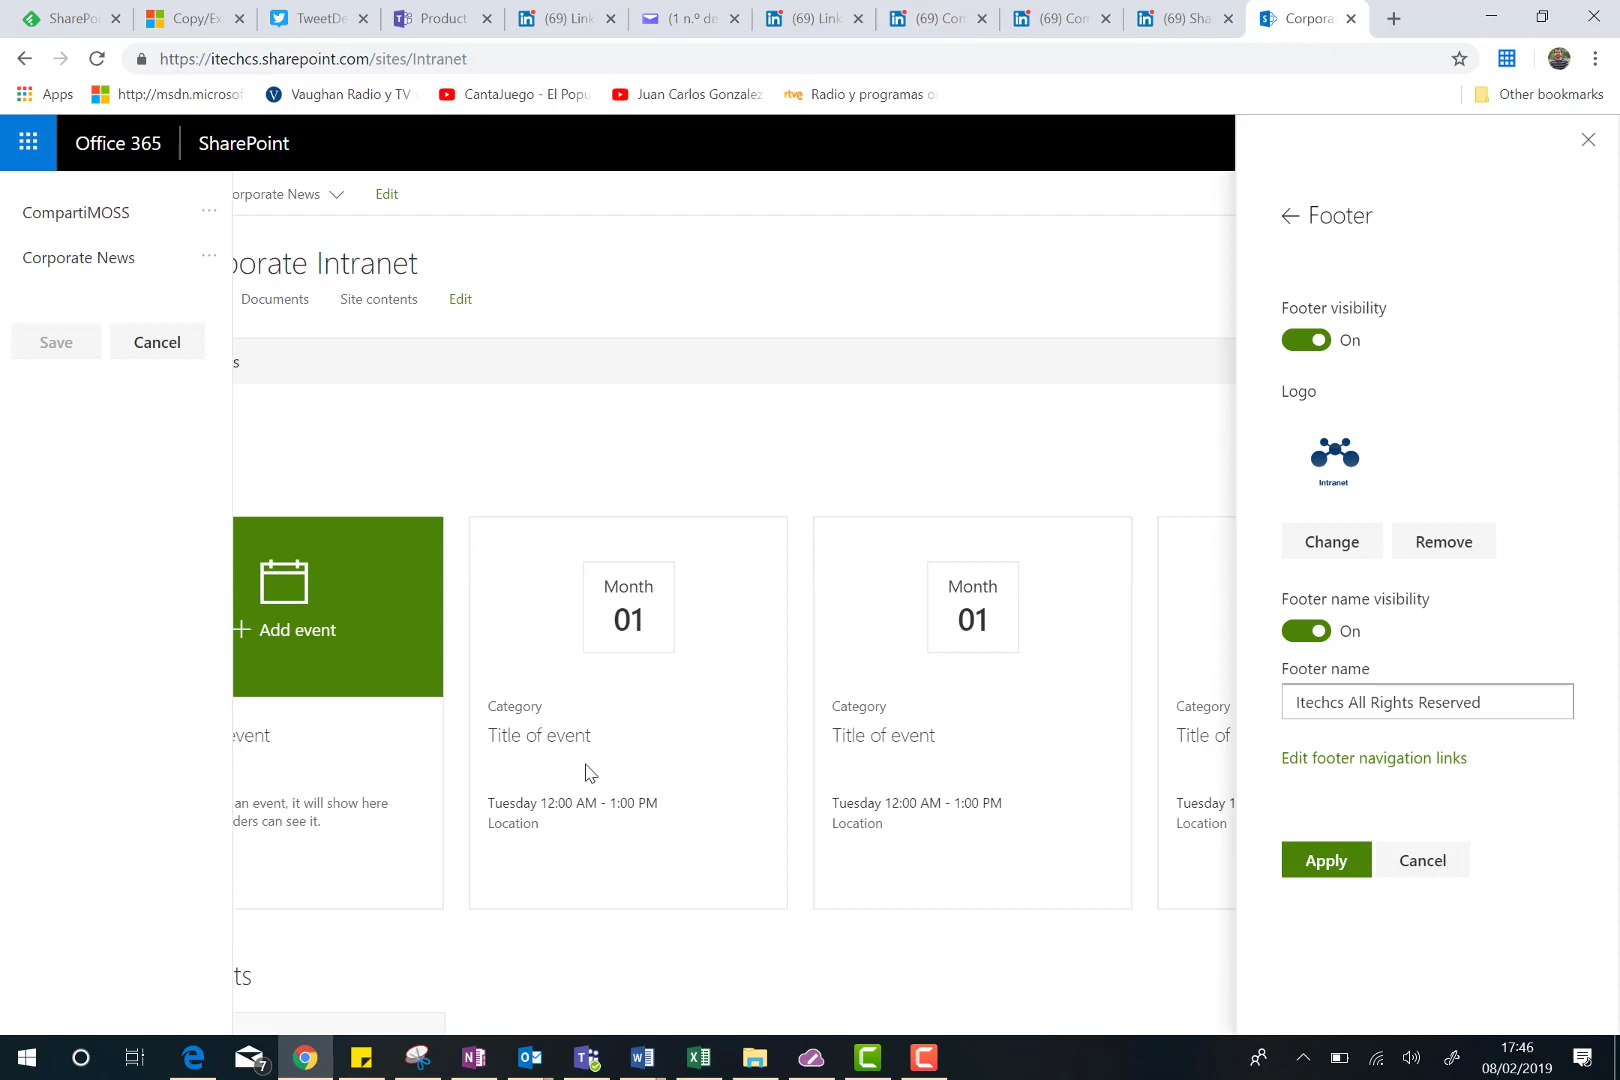 SharePoi
Copy/Ex
TweetDe
Product
(69) Link
(1 n.º de
(69) Link
(69) Con
(69) Con
(69) Sha
Corpora
https://itechcs.sharepoint.com/sites/Intranet
Apps
http://msdn.microsof
Vaughan Radio y TV
CantaJuego - El Popu
Juan Carlos Gonzalez
rtve Radio y programas o
Other bookmarks
Office 365
SharePoint
CompartiMOSS
Corporate News
Save
Cancel
orporate News
Edit
porate Intranet
Documents
Site contents
Edit
s
Add event
event
an event, it will show here
ders can see it.
Month
01
Category
Title of event
Tuesday 12:00 AM - 1:00 PM
Location
Month
01
Category
Title of event
Tuesday 12:00 AM - 1:00 PM
Location
Category
Title of
Tuesday 1
Location
ts
Footer
Footer visibility
On
Logo
Intranet
Change
Remove
Footer name visibility
On
Footer name
Itechcs All Rights Reserved
Edit footer navigation links
Apply
Cancel
7
17:46
08/02/2019